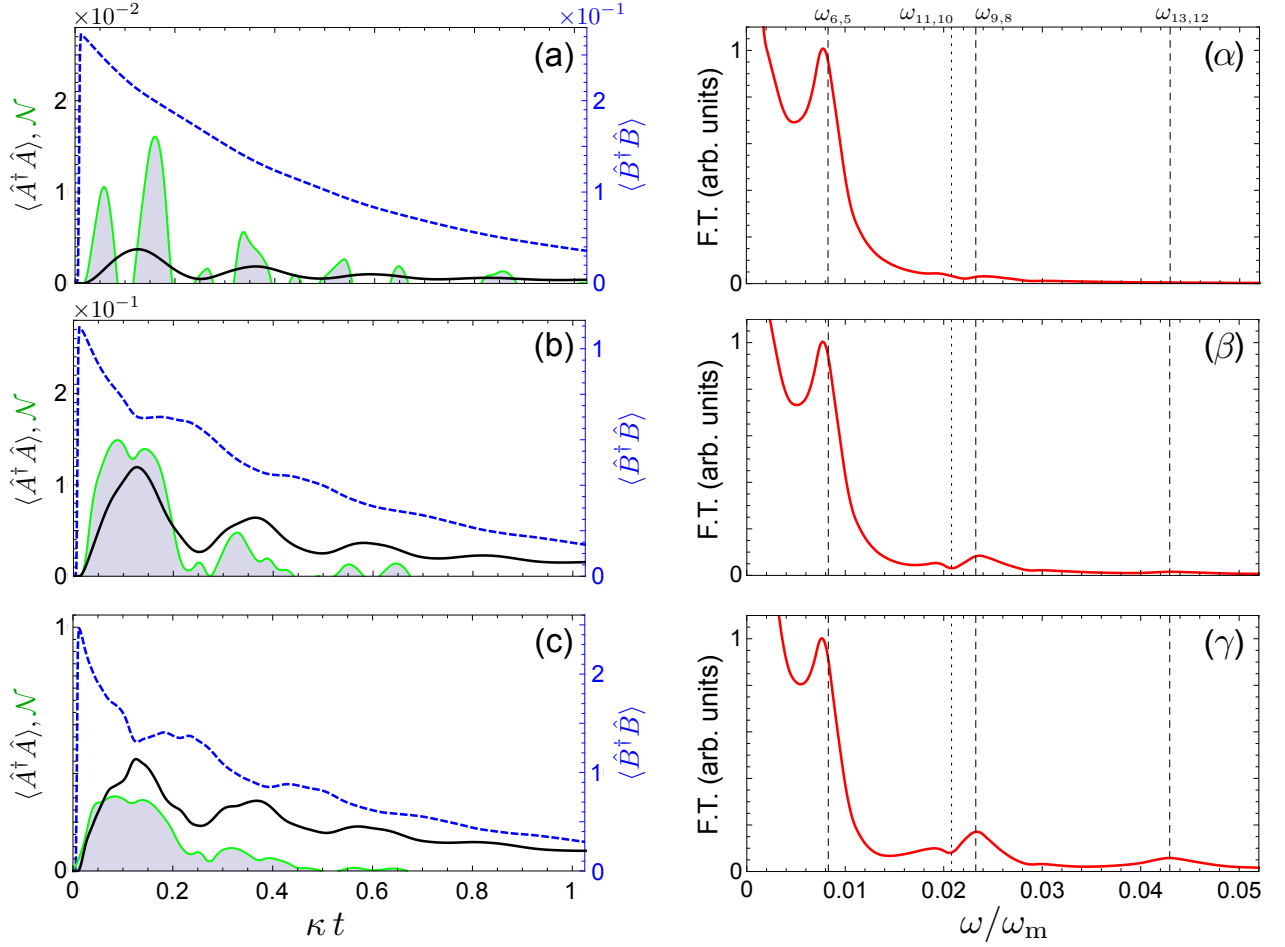 ×10⁻² ×10⁻¹
(a)
2
1
0
2
1
0
⟨Â†Â⟩, 𝒩
⟨B̂†B̂⟩
×10⁻¹
(b)
2
1
0
1
0
⟨Â†Â⟩, 𝒩
⟨B̂†B̂⟩
(c)
1
0
2
1
0
⟨Â†Â⟩, 𝒩
⟨B̂†B̂⟩
0 0.2 0.4 0.6 0.8 1
κ t
ω₆,₅ ω₁₁,₁₀ ω₉,₈ ω₁₃,₁₂
(α)
1
0
F.T. (arb. units)
(β)
1
0
F.T. (arb. units)
(γ)
1
0
F.T. (arb. units)
0 0.01 0.02 0.03 0.04 0.05
ω/ωₘ